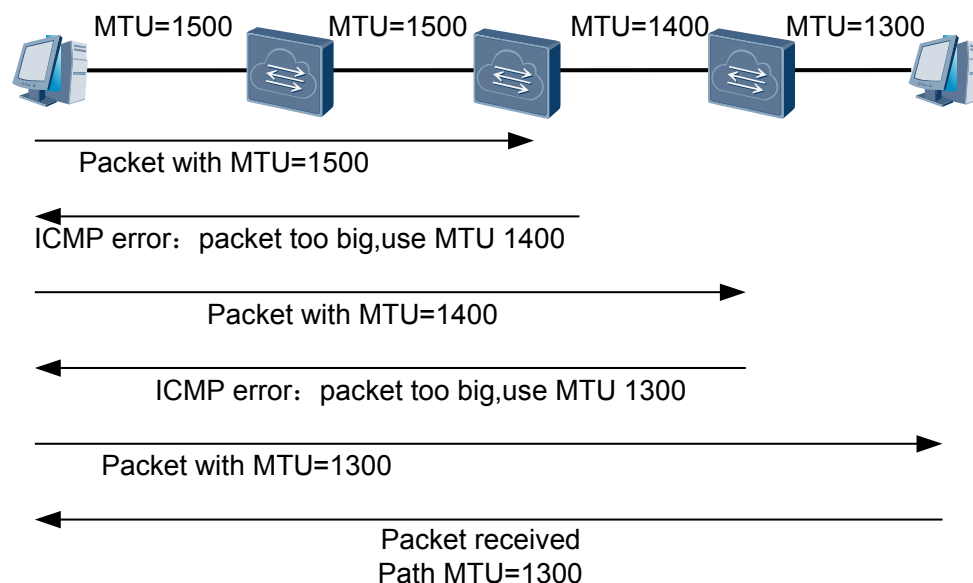 MTU=1500
MTU=1500
MTU=1400
MTU=1300
Packet with MTU=1500
ICMP error：packet too big,use MTU 1400
Packet with MTU=1400
ICMP error：packet too big,use MTU 1300
Packet with MTU=1300
Packet received
Path MTU=1300